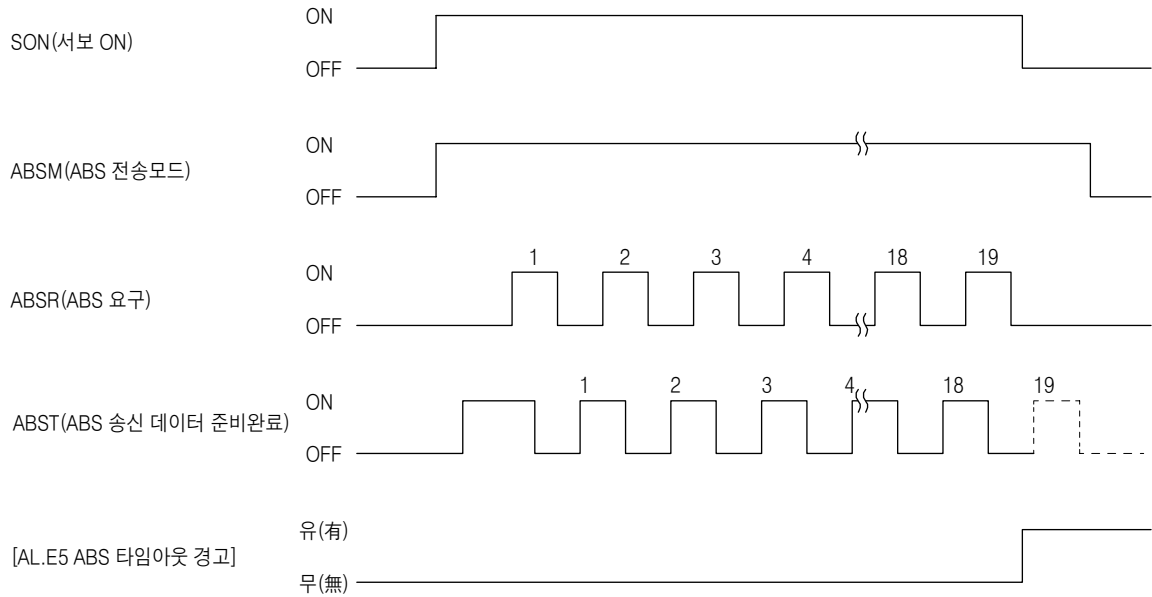 ON
SON(서보 ON)
OFF
ON
ABSM(ABS 전송모드)
OFF
1 2 3 4 18 19
ON
ABSR(ABS 요구)
OFF
1 2 3 4 18 19
ON
ABST(ABS 송신 데이터 준비완료)
OFF
유(有)
[AL.E5 ABS 타임아웃 경고]
무(無)